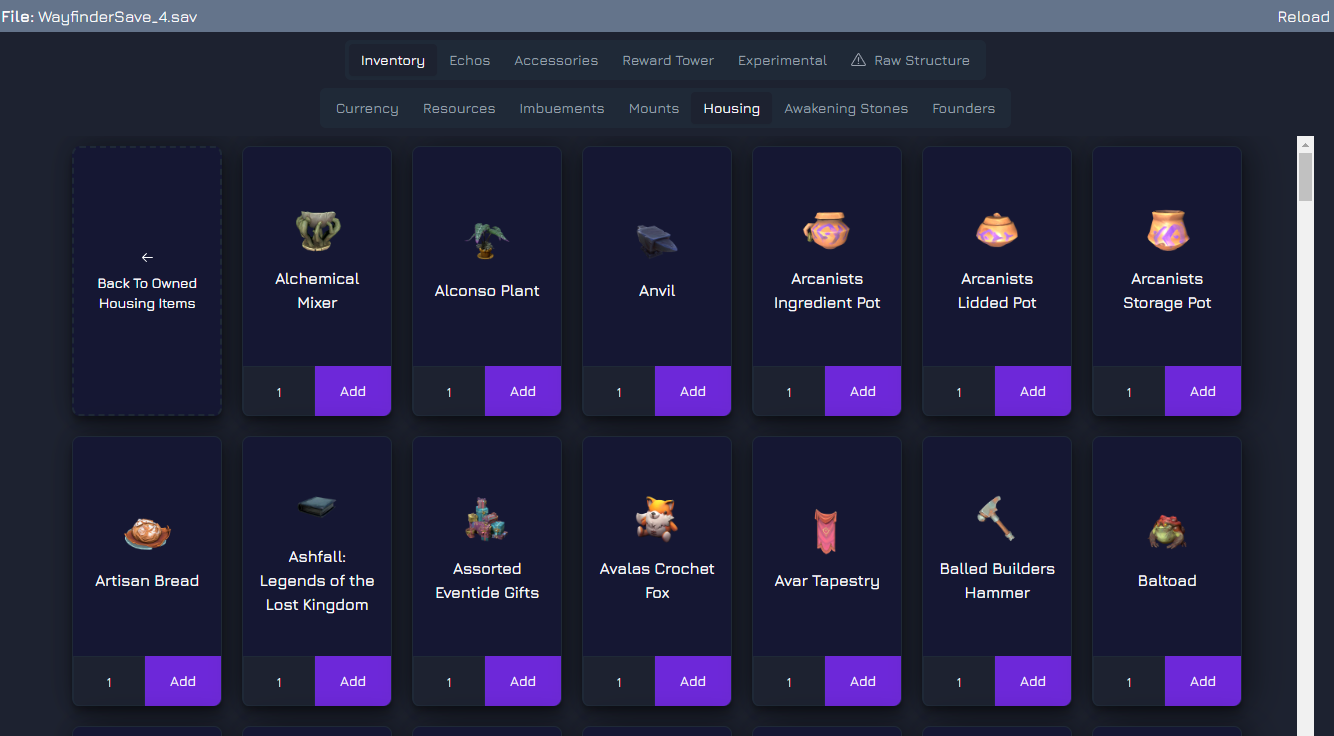 File: WayfinderSave_4.sav
Reload
Inventory
Echos
Accessories
Reward Tower
Experimental
Raw Structure
Currency
Resources
Imbuements
Mounts
Housing
Awakening Stones
Founders
Back To Owned
Housing Items
Alchemical
Mixer
1
Add
Alconso Plant
1
Add
Anvil
1
Add
Arcanists
Ingredient Pot
1
Add
Arcanists
Lidded Pot
1
Add
Arcanists
Storage Pot
1
Add
Artisan Bread
1
Add
Ashfall:
Legends of the
Lost Kingdom
1
Add
Assorted
Eventide Gifts
1
Add
Avalas Crochet
Fox
1
Add
Avar Tapestry
1
Add
Balled Builders
Hammer
1
Add
Baltoad
1
Add